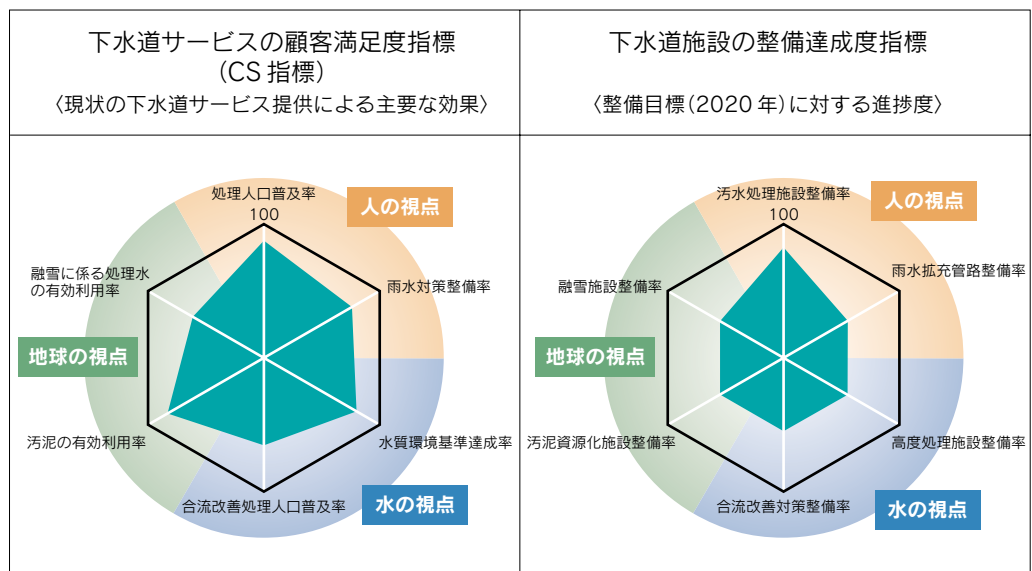 下水道サービスの顧客満足度指標
（CS 指標）
〈現状の下水道サービス提供による主要な効果〉
下水道施設の整備達成度指標
〈整備目標（2020 年）に対する進捗度〉
処理人口普及率
100
人の視点
融雪に係る処理水
の有効利用率
雨水対策整備率
地球の視点
汚泥の有効利用率
水質環境基準達成率
合流改善処理人口普及率
水の視点
汚水処理施設整備率
100
人の視点
雨水拡充管路整備率
融雪施設整備率
地球の視点
汚泥資源化施設整備率
高度処理施設整備率
合流改善対策整備率
水の視点